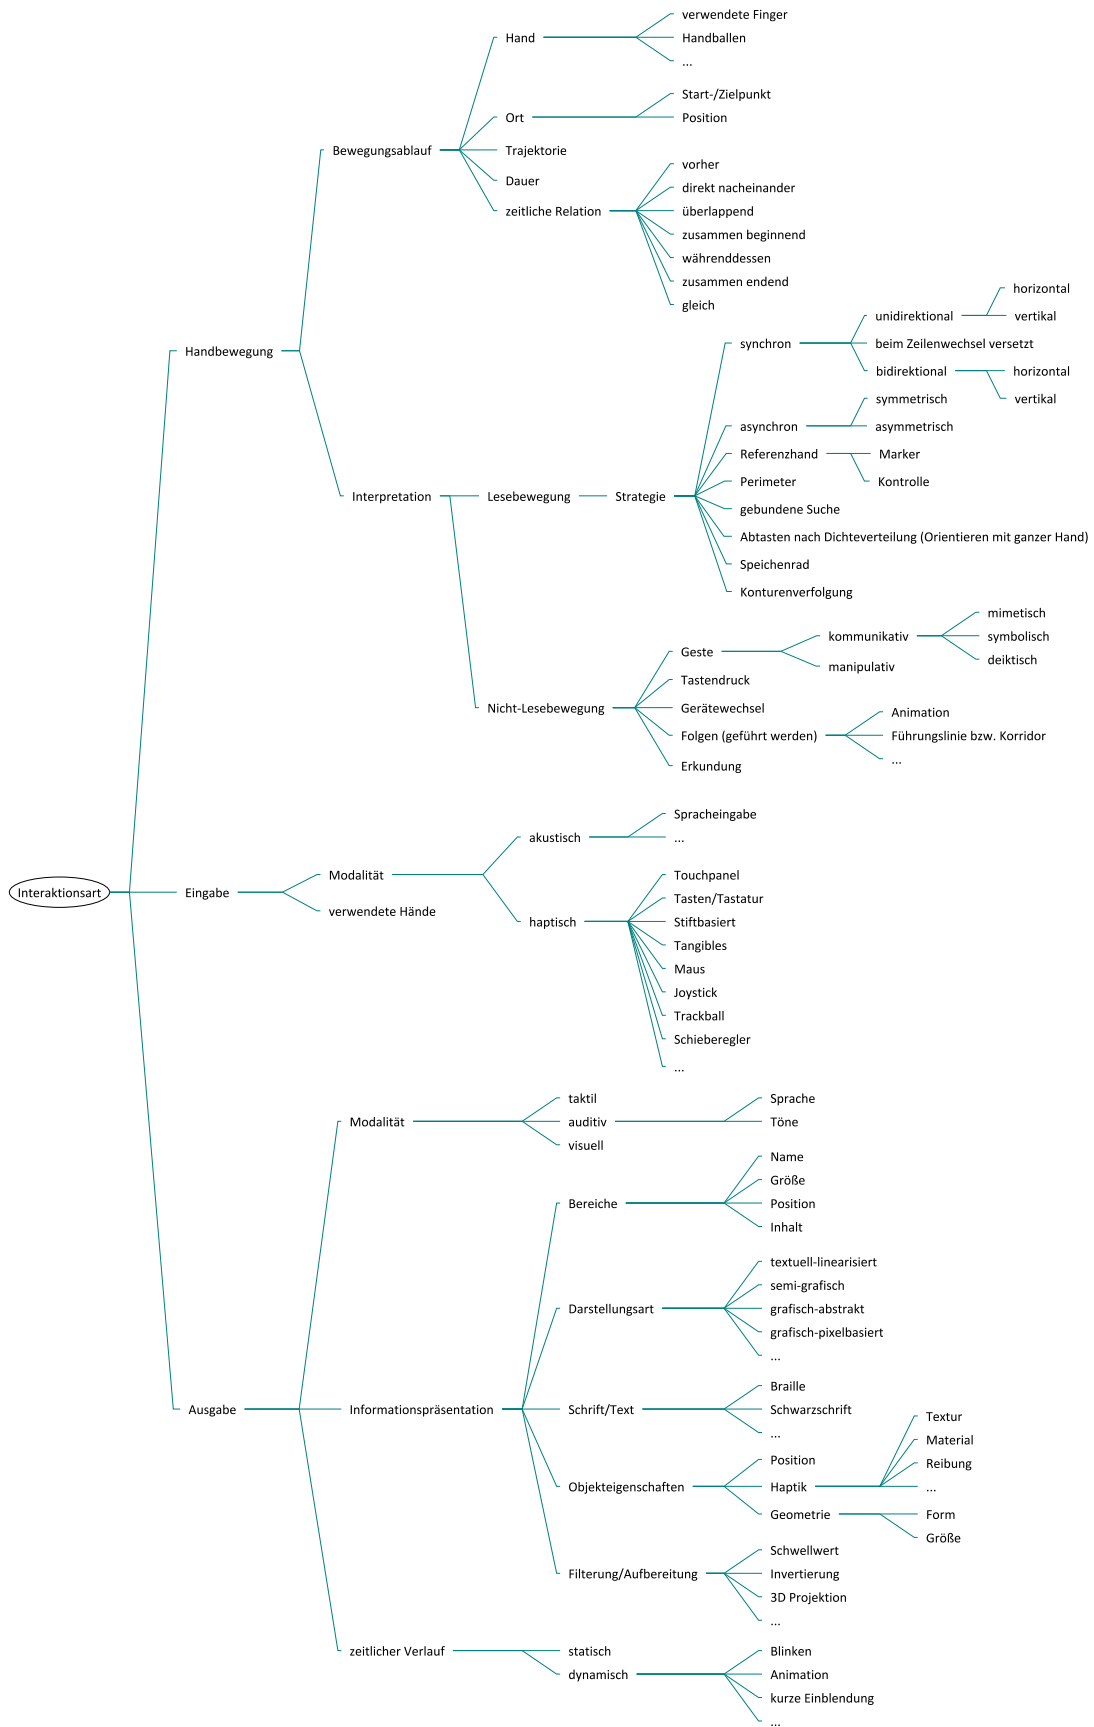 Interaktionsart
Handbewegung
Bewegungsablauf
Hand
verwendete Finger
Handballen
...
Ort
Start-/Zielpunkt
Position
Trajektorie
Dauer
zeitliche Relation
vorher
direkt nacheinander
überlappend
zusammen beginnend
währenddessen
zusammen endend
gleich
Interpretation
Lesebewegung
Strategie
synchron
unidirektional
horizontal
vertikal
beim Zeilenwechsel versetzt
bidirektional
horizontal
vertikal
asynchron
symmetrisch
asymmetrisch
Referenzhand
Marker
Kontrolle
Perimeter
gebundene Suche
Abtasten nach Dichteverteilung (Orientieren mit ganzer Hand)
Speichenrad
Konturenverfolgung
Nicht-Lesebewegung
Geste
kommunikativ
mimetisch
symbolisch
deiktisch
manipulativ
Tastendruck
Gerätewechsel
Folgen (geführt werden)
Animation
Führungslinie bzw. Korridor
...
Erkundung
Eingabe
Modalität
akustisch
Spracheingabe
...
haptisch
Touchpanel
Tasten/Tastatur
Stiftbasiert
Tangibles
Maus
Joystick
Trackball
Schieberegler
...
verwendete Hände
Ausgabe
Modalität
taktil
auditiv
Sprache
Töne
visuell
Informationspräsentation
Bereiche
Name
Größe
Position
Inhalt
Darstellungsart
textuell-linearisiert
semi-grafisch
grafisch-abstrakt
grafisch-pixelbasiert
...
Schrift/Text
Braille
Schwarzschrift
...
Objekteigenschaften
Position
Haptik
Textur
Material
Reibung
...
Geometrie
Form
Größe
Filterung/Aufbereitung
Schwellwert
Invertierung
3D Projektion
...
zeitlicher Verlauf
statisch
dynamisch
Blinken
Animation
kurze Einblendung
...